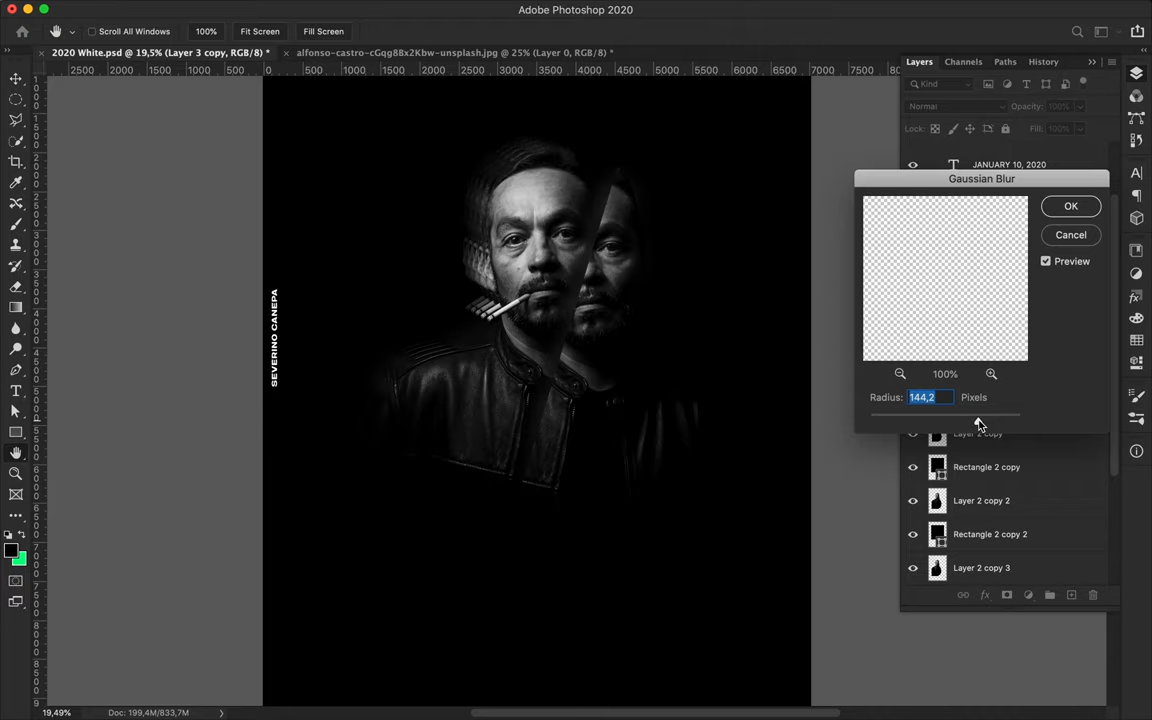 Adobe Photoshop 2020
Scroll All Windows 100% Fit Screen Fill Screen
2020 White.psd @ 19,5% (Layer 3 copy, RGB/8) * alfonso-castro-cGqg8Bx2Kbw-unsplash.jpg @ 25% (Layer 0, RGB/8) *
2500 2000 1500 1000 500 0 500 1000 1500 2000 2500 3000 3500 4000 4500 5000 5500 6000 6500 7000 7500
Layers Channels Paths History
Kind
Normal Opacity: 100%
Lock: Fill: 100%
JANUARY 10, 2020
Gaussian Blur
OK
Cancel
Preview
100%
Radius: 144,2 Pixels
SEVERINO CANEPA
Layer 2 copy
Rectangle 2 copy
Layer 2 copy 2
Rectangle 2 copy 2
Layer 2 copy 3
19,49% Doc: 199,4M/833,7M